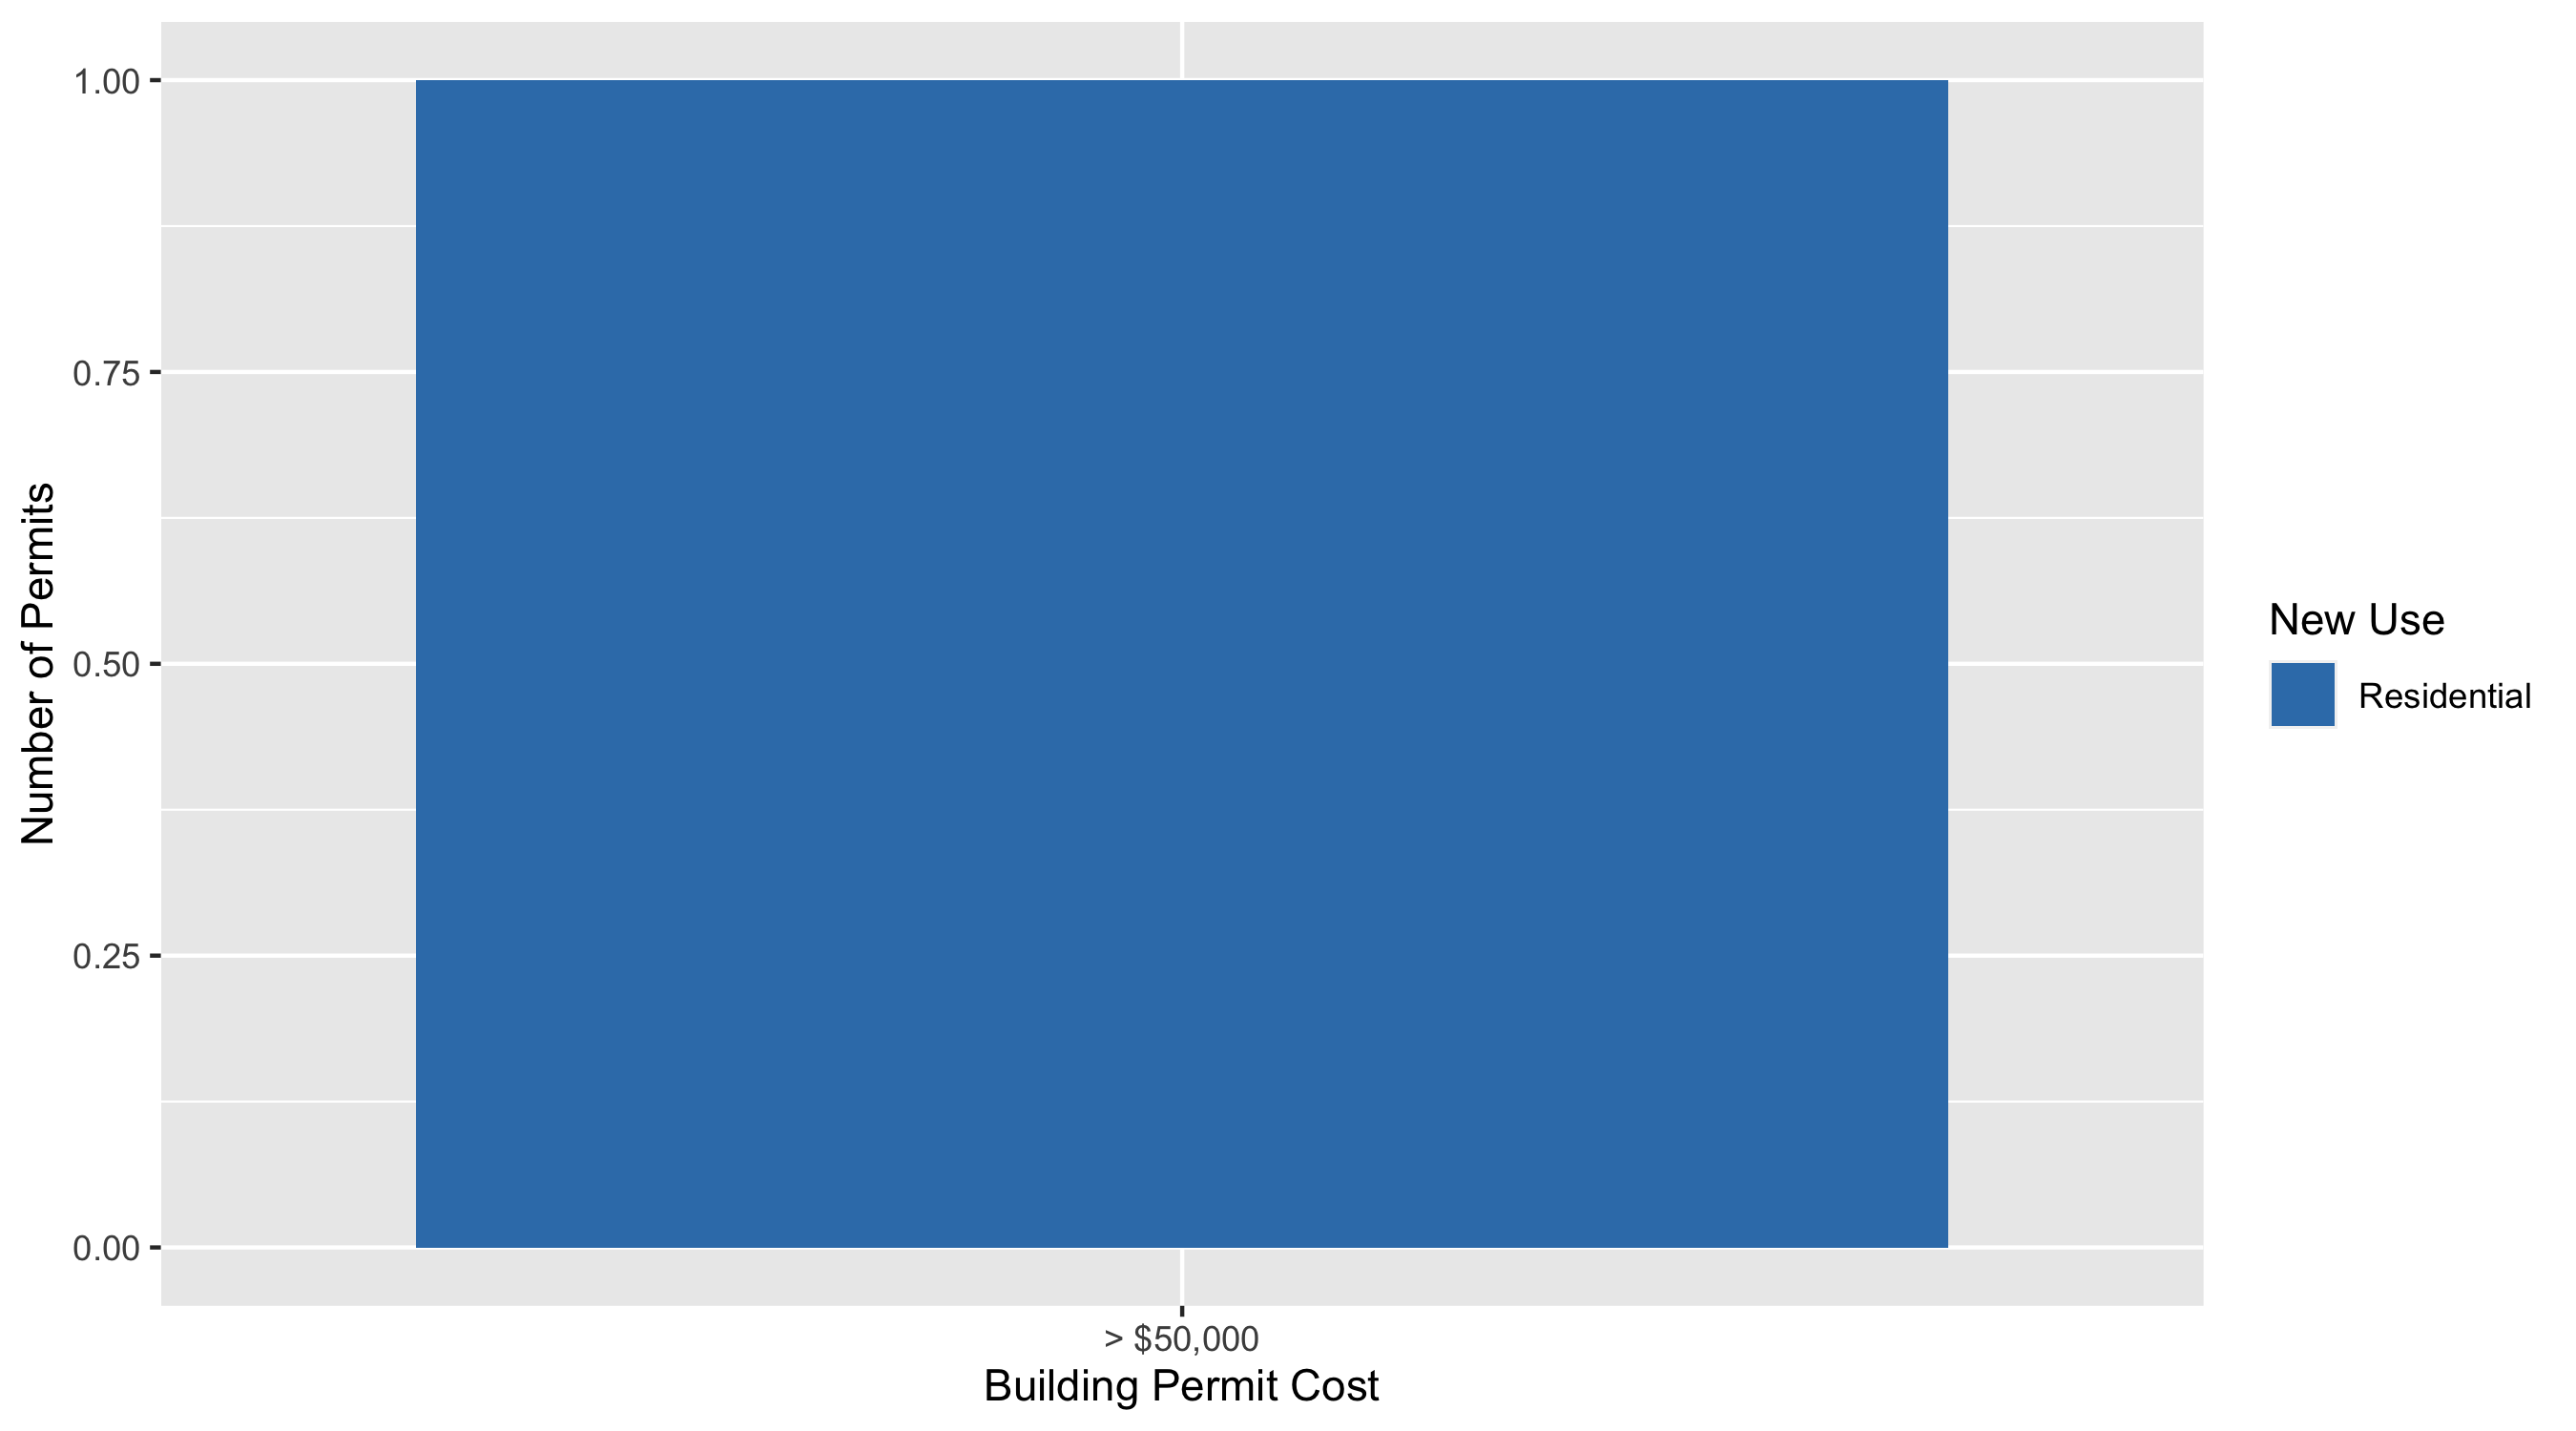 1.00
0.75
0.50
0.25
0.00
Number of Permits
> $50,000
Building Permit Cost
New Use
Residential